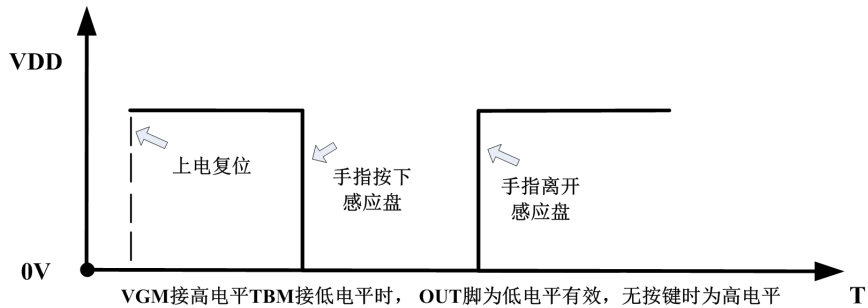 VDD
上电复位
手指按下
感应盘
手指离开
感应盘
0V
T
VGM接高电平TBM接低电平时， OUT脚为低电平有效，无按键时为高电平